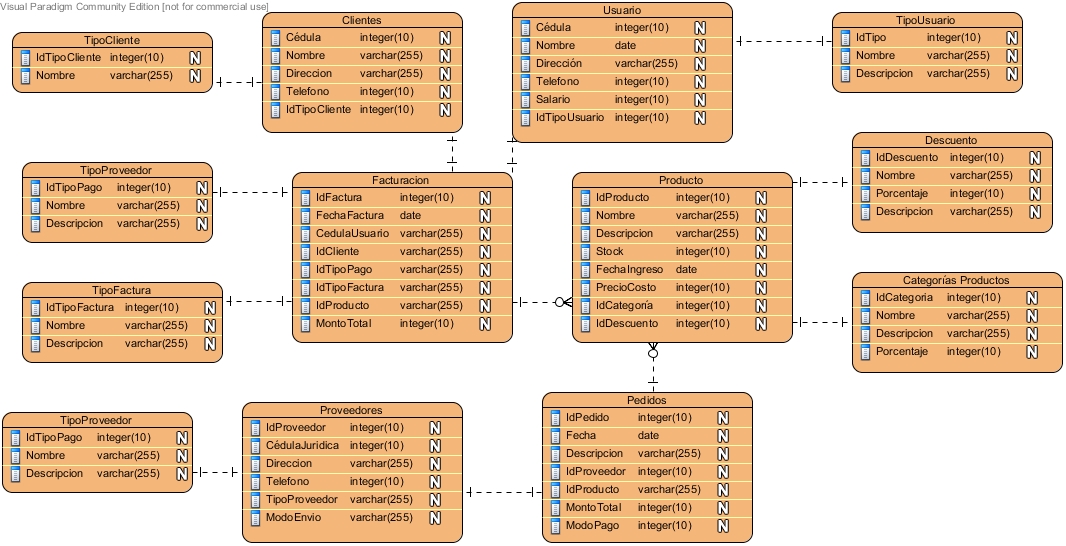 Visual Paradigm Community Edition [not for commercial use]
TipoCliente
IdTipoCliente integer(10) N
Nombre varchar(255) N
Clientes
Cédula integer(10) N
Nombre varchar(255) N
Direccion varchar(255) N
Telefono integer(10) N
IdTipoCliente integer(10) N
Usuario
Cédula integer(10) N
Nombre date N
Dirección varchar(255) N
Telefono integer(10) N
Salario integer(10) N
IdTipoUsuario integer(10) N
TipoUsuario
IdTipo integer(10) N
Nombre varchar(255) N
Descripcion varchar(255) N
TipoProveedor
IdTipoPago integer(10) N
Nombre varchar(255) N
Descripcion varchar(255) N
Facturacion
IdFactura integer(10) N
FechaFactura date N
CedulaUsuario varchar(255) N
IdCliente varchar(255) N
IdTipoPago varchar(255) N
IdTipoFactura varchar(255) N
IdProducto varchar(255) N
MontoTotal integer(10) N
Producto
IdProducto integer(10) N
Nombre varchar(255) N
Descripcion varchar(255) N
Stock integer(10) N
FechaIngreso date N
PrecioCosto integer(10) N
IdCategoría integer(10) N
IdDescuento integer(10) N
Descuento
IdDescuento integer(10) N
Nombre varchar(255) N
Porcentaje integer(10) N
Descripcion varchar(255) N
TipoFactura
IdTipoFactura integer(10) N
Nombre varchar(255) N
Descripcion varchar(255) N
Categorías Productos
IdCategoria integer(10) N
Nombre varchar(255) N
Descripcion varchar(255) N
Porcentaje integer(10) N
TipoProveedor
IdTipoPago integer(10) N
Nombre varchar(255) N
Descripcion varchar(255) N
Proveedores
IdProveedor integer(10) N
CédulaJuridica integer(10) N
Direccion varchar(255) N
Telefono integer(10) N
TipoProveedor varchar(255) N
ModoEnvio varchar(255) N
Pedidos
IdPedido integer(10) N
Fecha date N
Descripcion varchar(255) N
IdProveedor integer(10) N
IdProducto varchar(255) N
MontoTotal integer(10) N
ModoPago integer(10) N